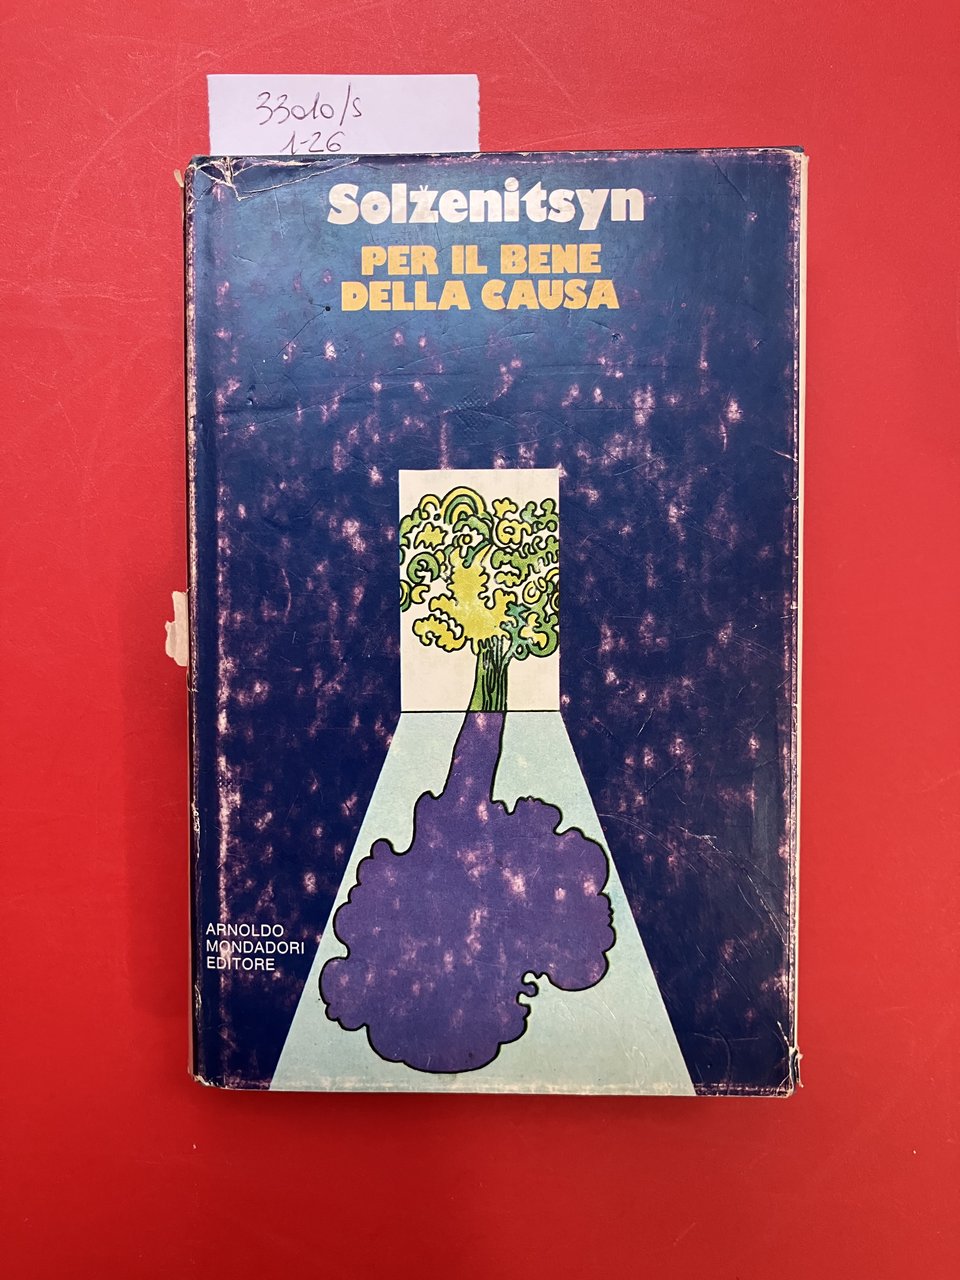 33010/s
1-26
Solženitsyn
PER IL BENE
DELLA CAUSA
ARNOLDO
MONDADORI
EDITORE